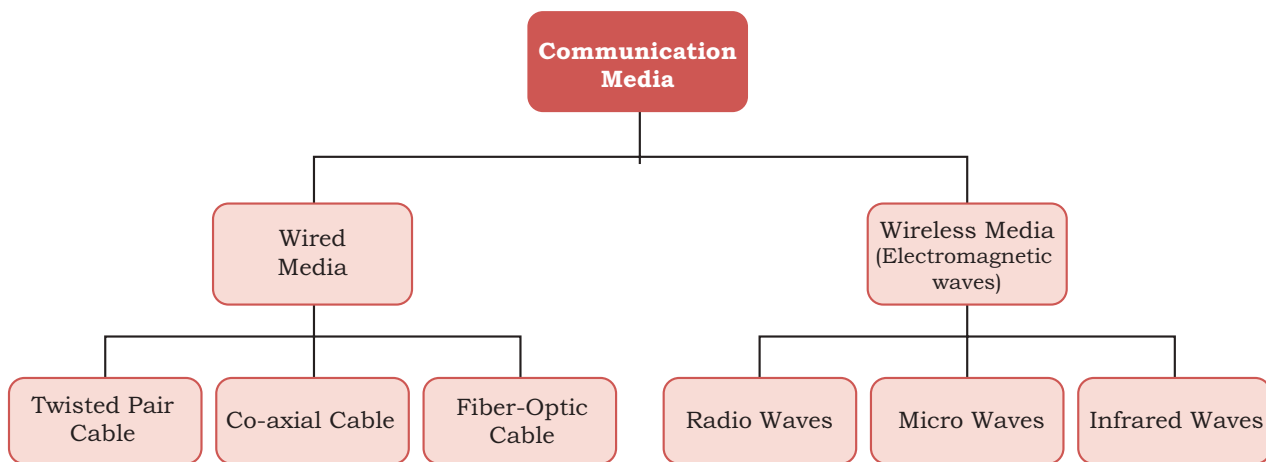 Communication
Media
Wired
Media
Wireless Media
(Electromagnetic
waves)
Twisted Pair
Cable
Co-axial Cable
Fiber-Optic
Cable
Radio Waves
Micro Waves
Infrared Waves